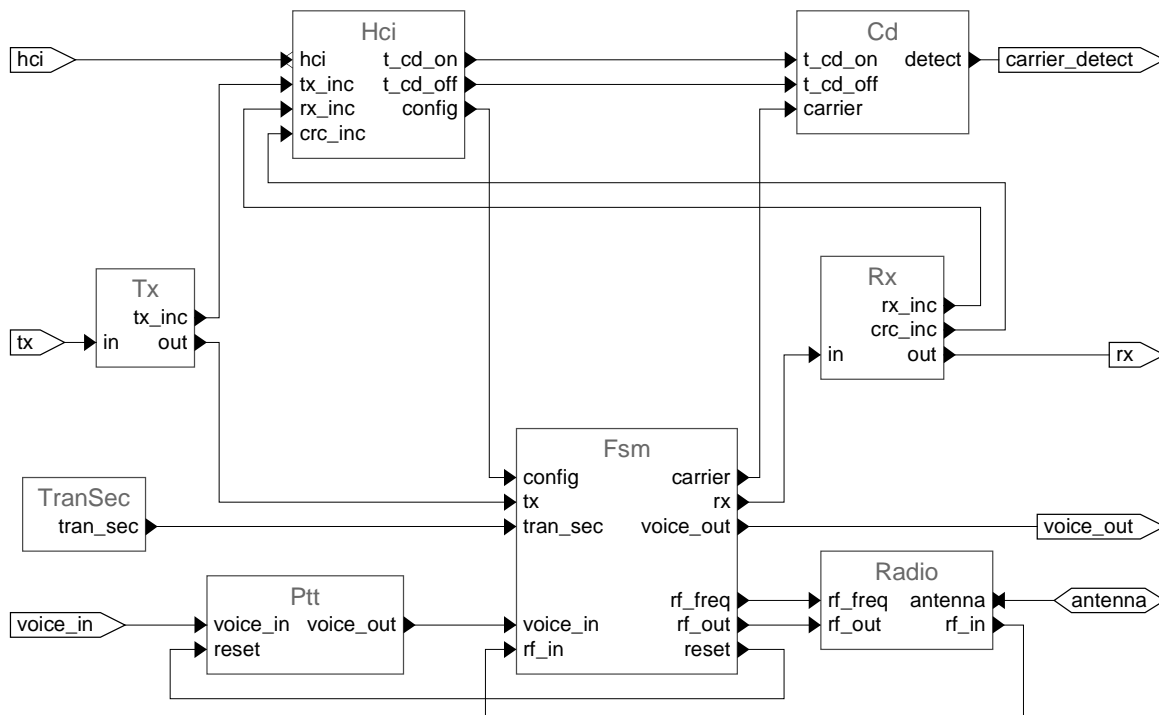 Hci
Cd
hci
hci
t_cd_on
t_cd_on
detect
carrier_detect
tx_inc
t_cd_off
t_cd_off
rx_inc
config
carrier
crc_inc
Tx
Rx
tx_inc
rx_inc
crc_inc
tx
in
out
in
out
rx
Fsm
config
carrier
TranSec
tx
rx
tran_sec
tran_sec
voice_out
voice_out
Ptt
Radio
rf_freq
rf_freq
antenna
antenna
voice_in
voice_in
voice_out
voice_in
rf_out
rf_out
rf_in
reset
rf_in
reset